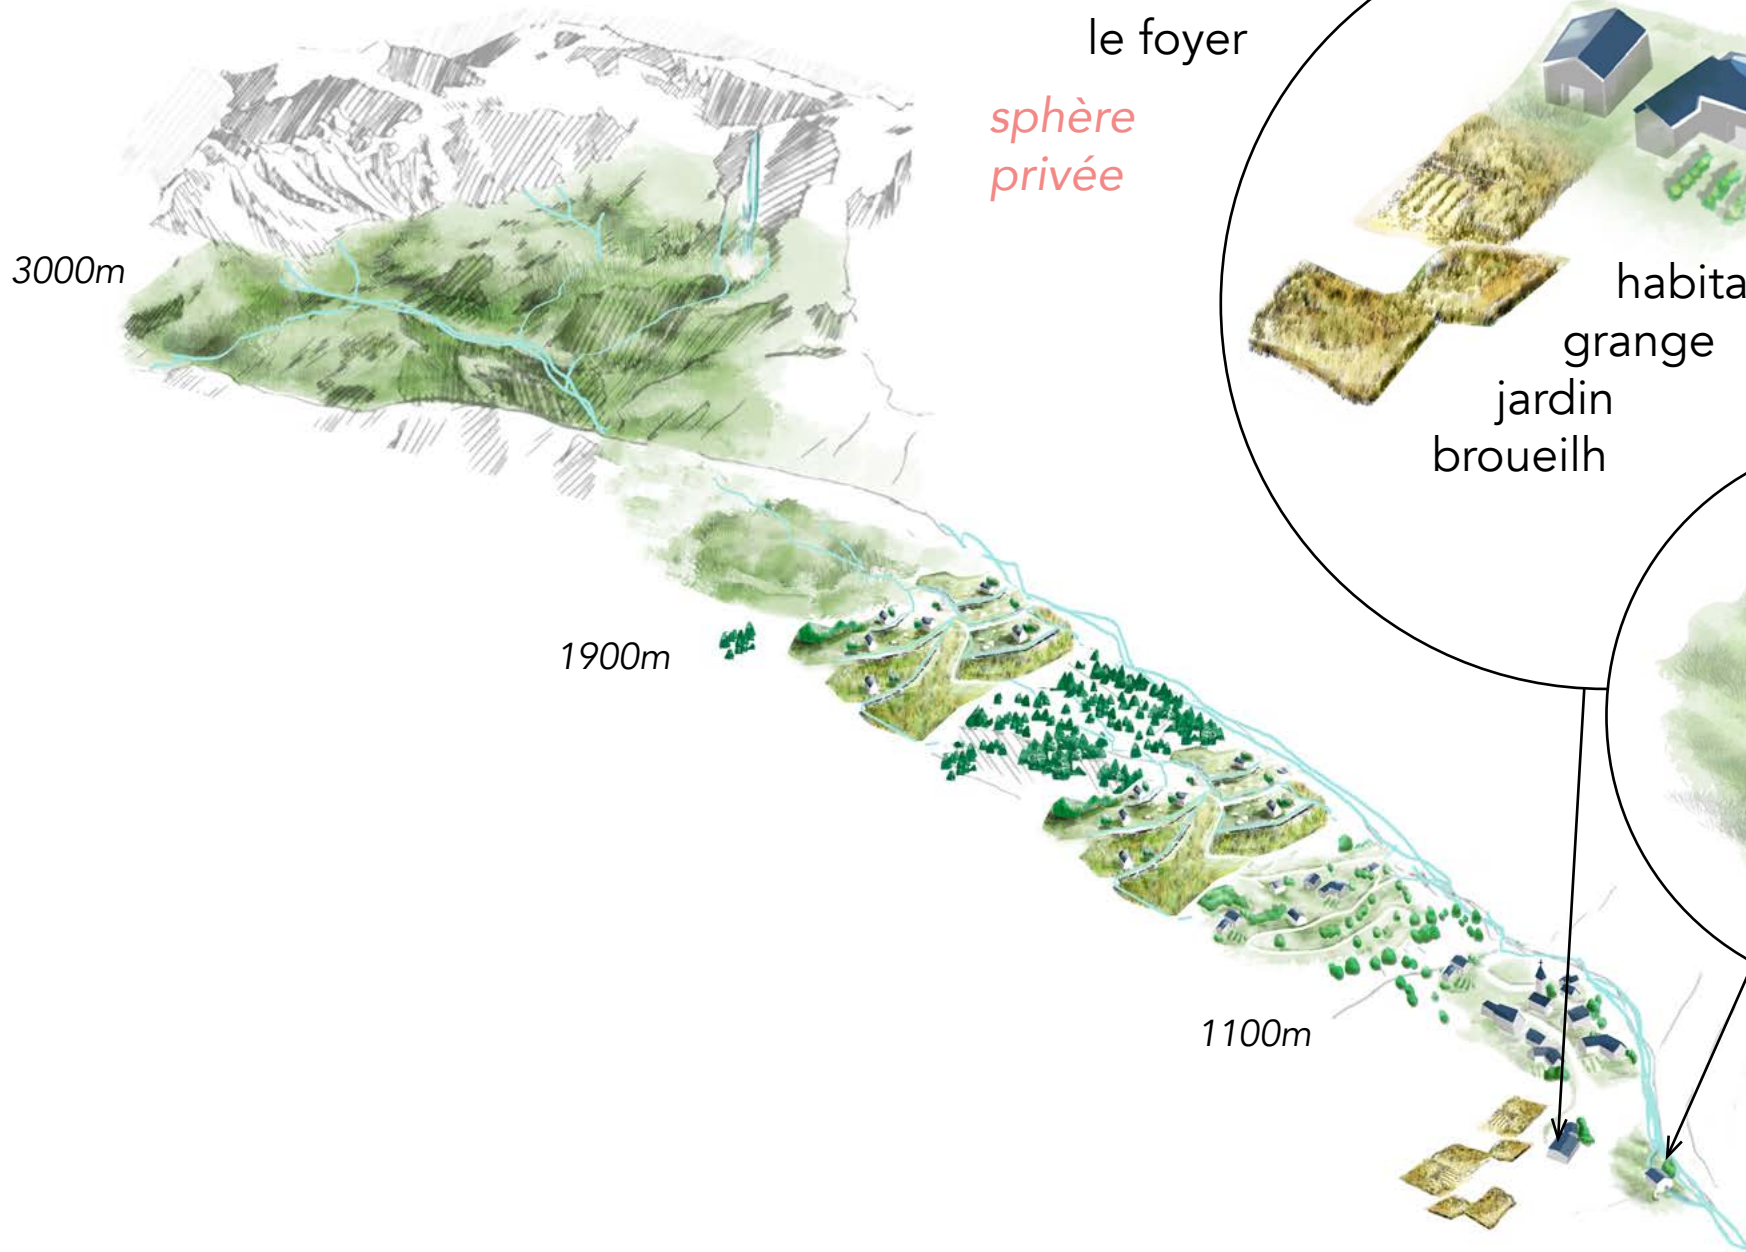 le foyer
sphère
privée
3000m
habita
grange
jardin
broueilh
1900m
1100m